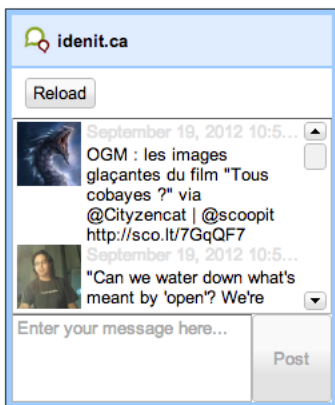 idenit.ca
Reload
September 19, 2012 10:5...
OGM : les images
glaçantes du film "Tous
cobayes ?" via
@Cityzencat | @scoopit
http://sco.lt/7GqQF7
September 19, 2012 10:5...
"Can we water down what's
meant by 'open'? We're
Enter your message here...
Post